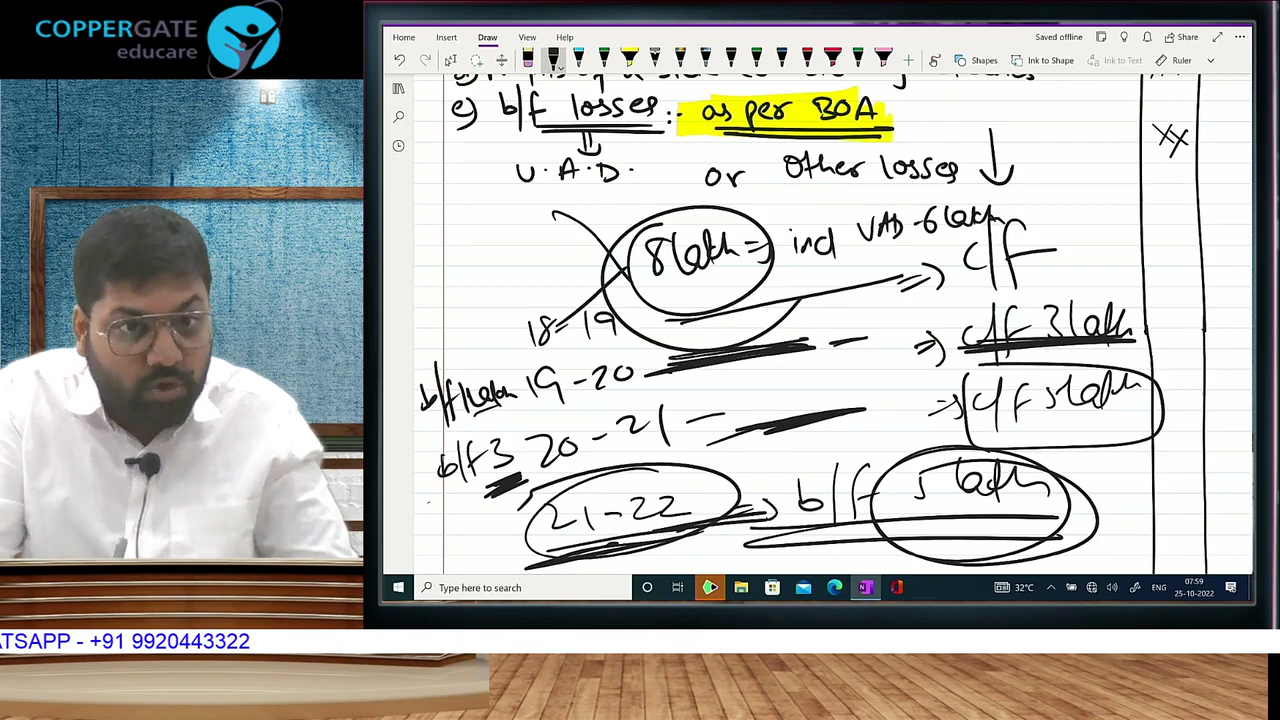 COPPERGATE
educare
Home Insert Draw View Help
Saved offline Share
Shapes Ink to Shape Ink to Text Ruler
e) b/f losses :- as per BOA
U.A.D. or Other losses
8 lakh => incl UAD-6 lakh
c/f
18-19
c/f 3 lakh
b/f 19-20
c/f 5 lakh
b/f 3 20-21
21-22 => b/f 5 lakh
Type here to search
32°C ENG 07:59
25-10-2022
ATSAPP - +91 9920443322